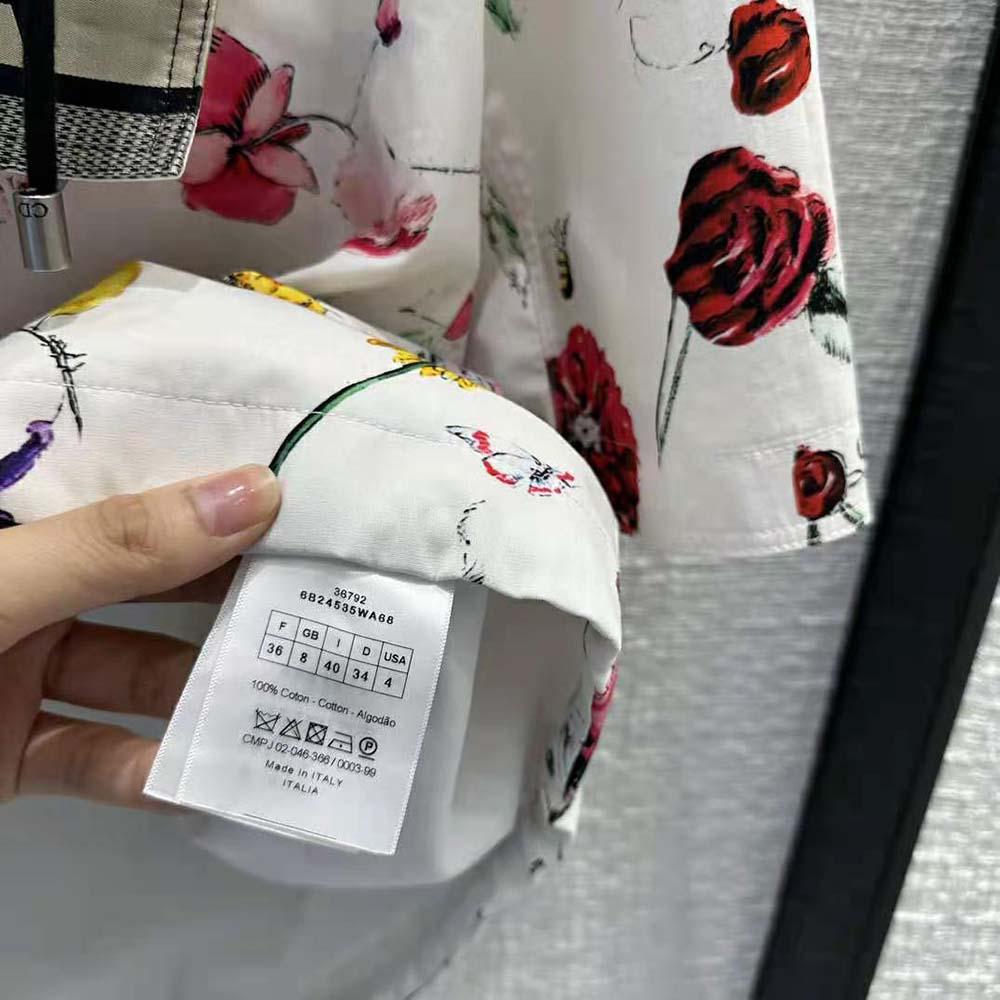 CD
36792
6B24535WA68
F GB I D USA
36 8 40 34 4
100% Coton - Cotton - Algodão
P
CMPJ 02-046-366 / 0003-99
Made in ITALY
ITALIA